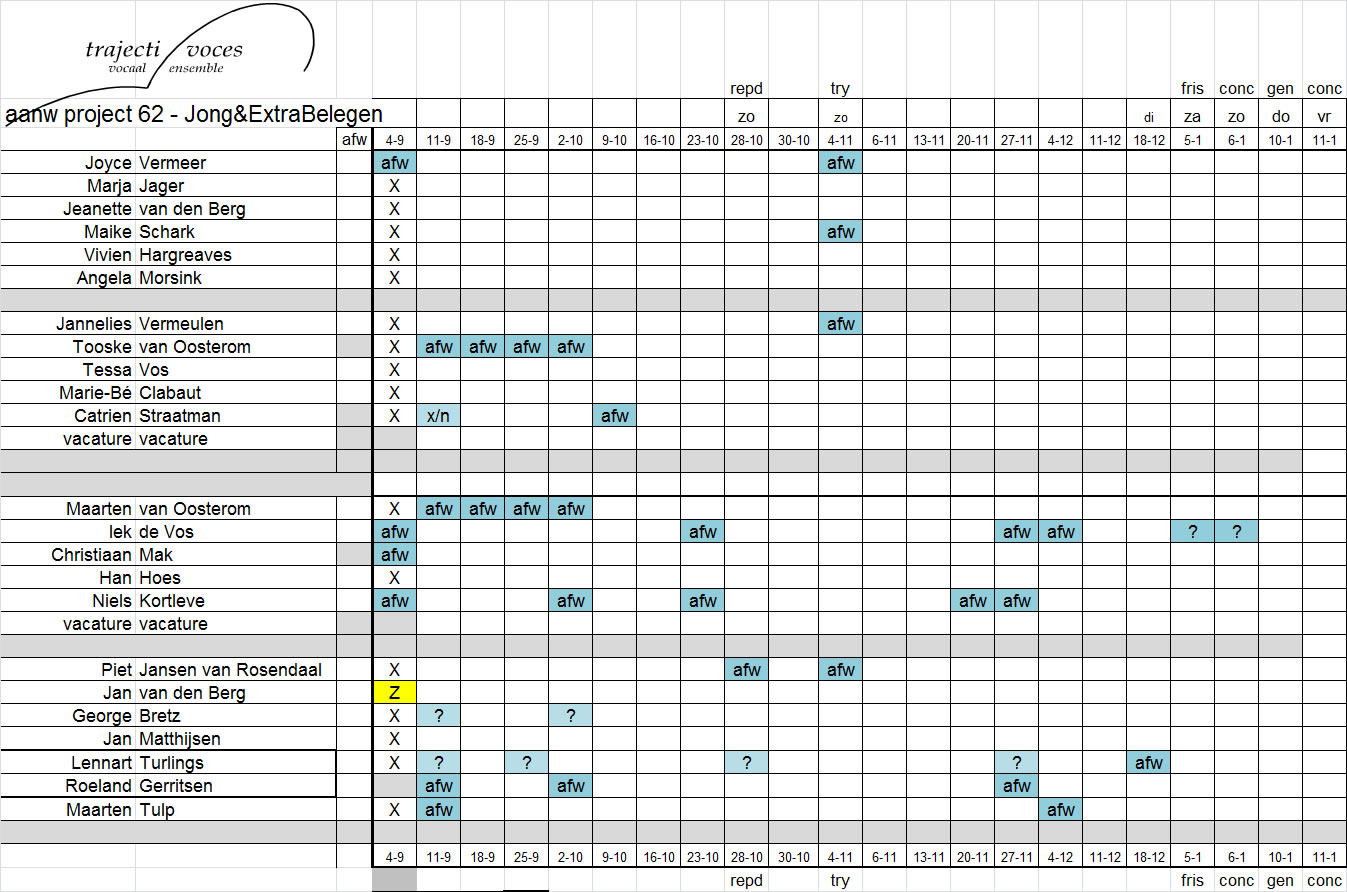 trajecti voces
vocaal ensemble
repd try fris conc gen conc
aanw project 62 - Jong&ExtraBelegen zo zo di za zo do vr
afw 4-9 11-9 18-9 25-9 2-10 9-10 16-10 23-10 28-10 30-10 4-11 6-11 13-11 20-11 27-11 4-12 11-12 18-12 5-1 6-1 10-1 11-1
Joyce Vermeer afw afw
Marja Jager X
Jeanette van den Berg X
Maike Schark X afw
Vivien Hargreaves X
Angela Morsink X
Jannelies Vermeulen X afw
Tooske van Oosterom X afw afw afw afw
Tessa Vos X
Marie-Bé Clabaut X
Catrien Straatman X x/n afw
vacature vacature
Maarten van Oosterom X afw afw afw afw
Iek de Vos afw afw afw afw ? ?
Christiaan Mak afw
Han Hoes X
Niels Kortleve afw afw afw afw afw
vacature vacature
Piet Jansen van Rosendaal X afw afw
Jan van den Berg Z
George Bretz X ? ?
Jan Matthijsen X
Lennart Turlings X ? ? ? ? afw
Roeland Gerritsen afw afw afw
Maarten Tulp X afw afw
4-9 11-9 18-9 25-9 2-10 9-10 16-10 23-10 28-10 30-10 4-11 6-11 13-11 20-11 27-11 4-12 11-12 18-12 5-1 6-1 10-1 11-1
repd try fris conc gen conc